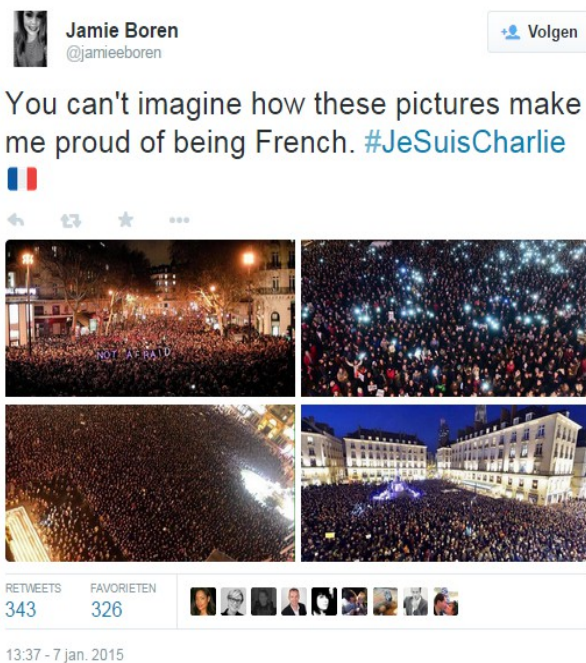 Jamie Boren
@jamieeboren
Volgen
You can't imagine how these pictures make
me proud of being French. #JeSuisCharlie
NOT AFRAID
RETWEETS FAVORIETEN
343 326
13:37 - 7 jan. 2015